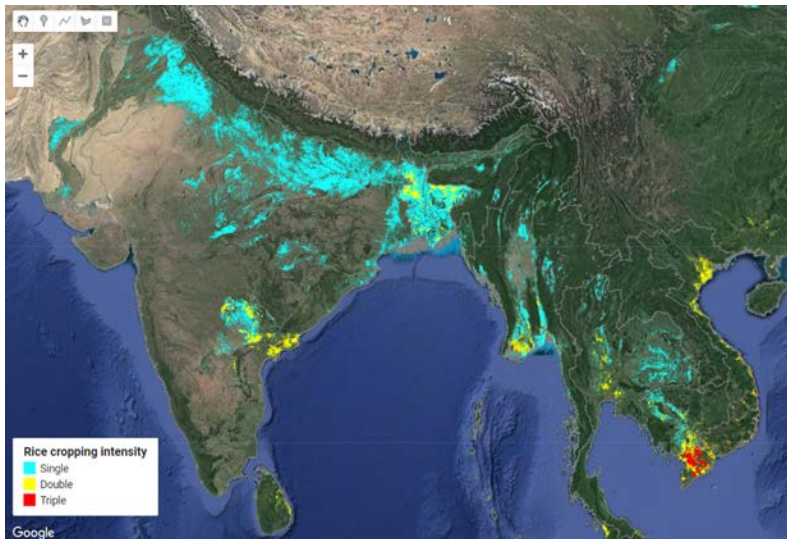 +
−
Rice cropping intensity
Single
Double
Triple
Google